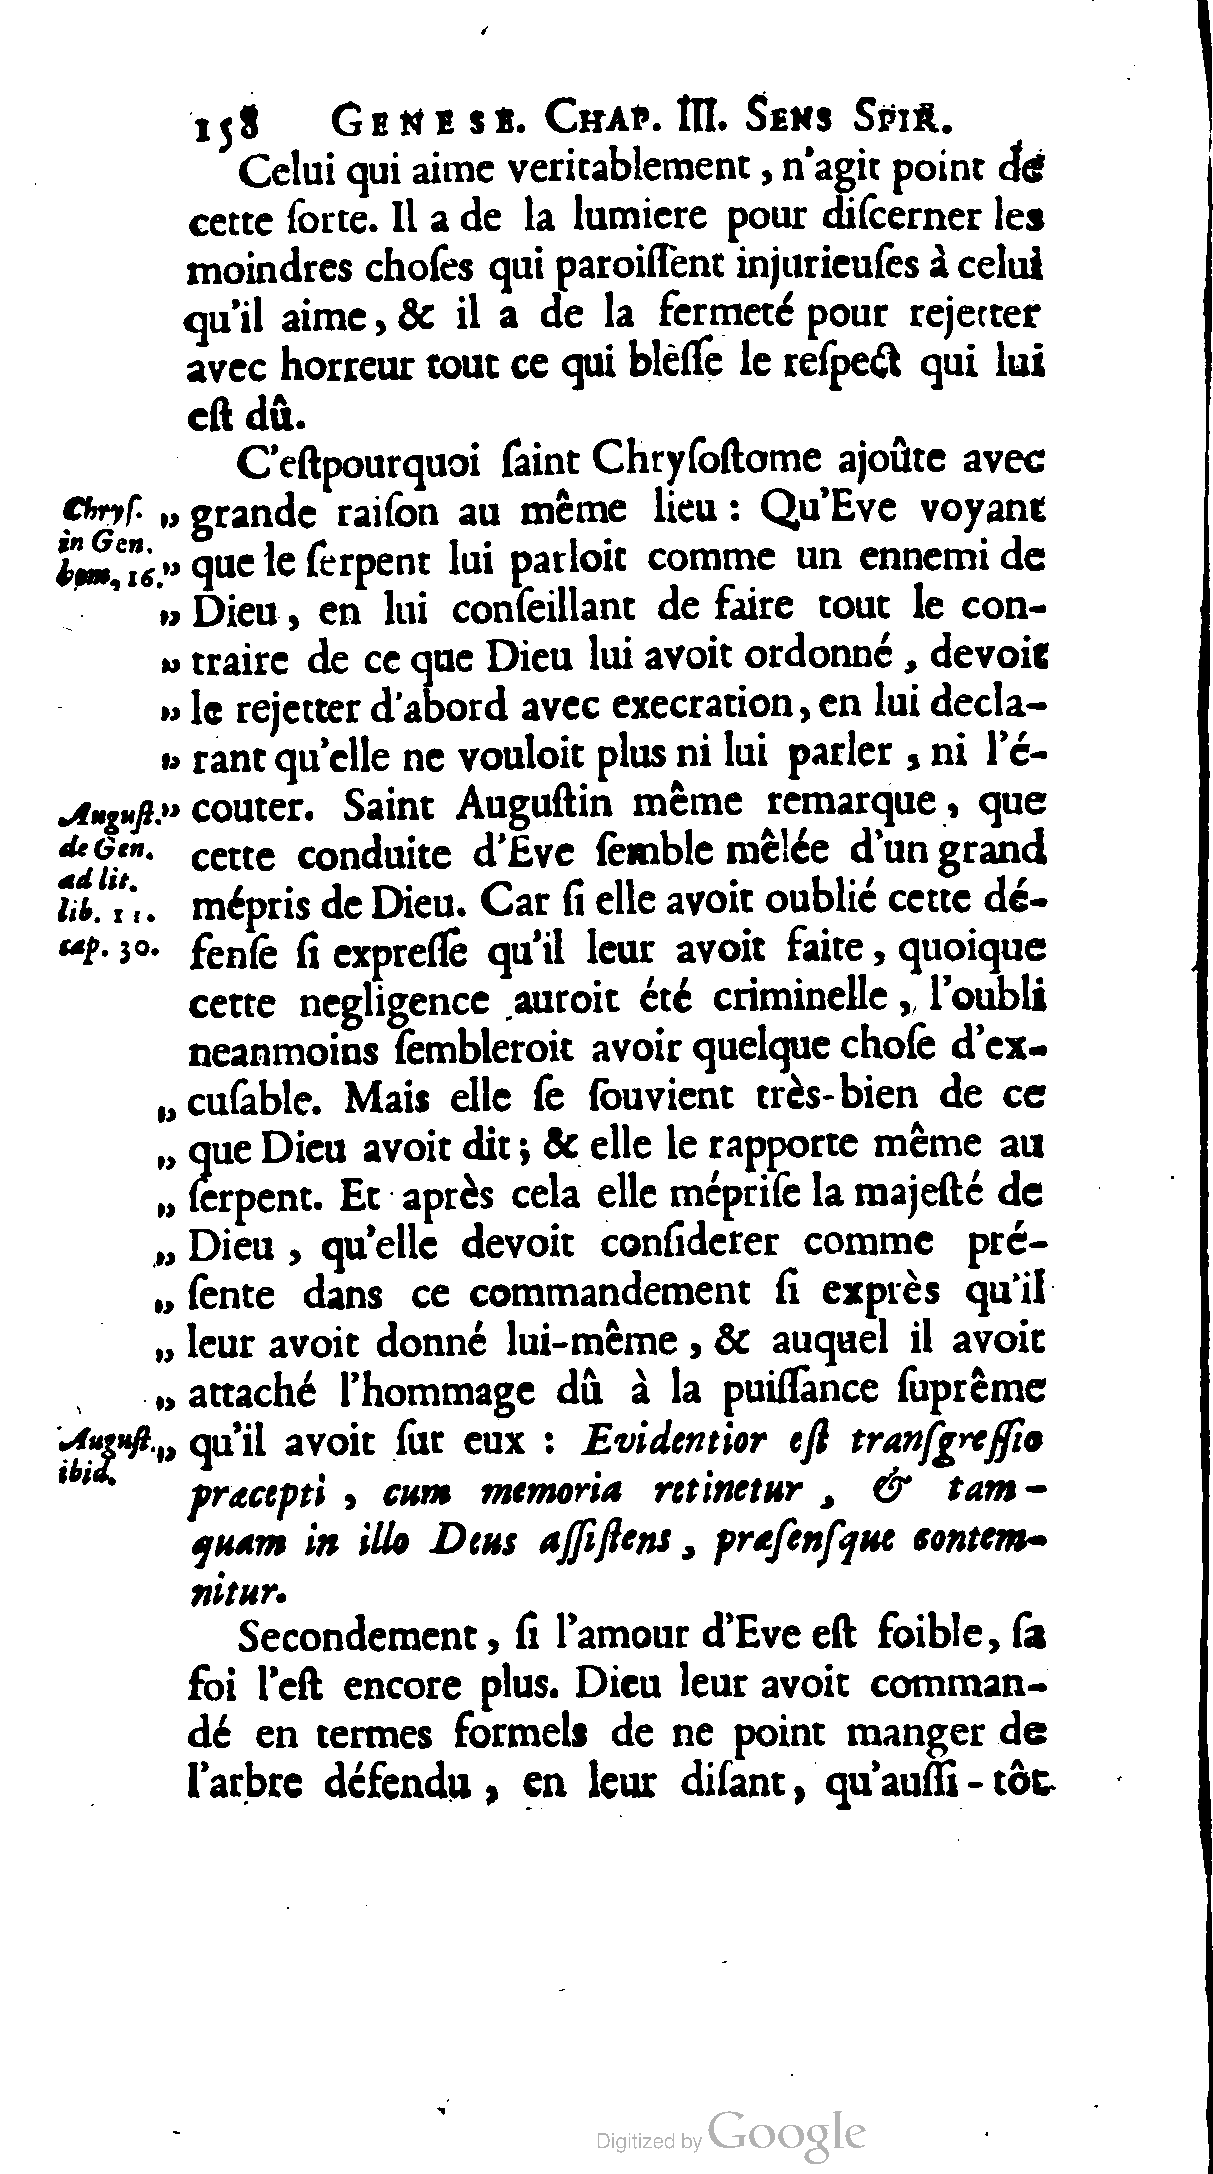 158 GENESE. CHAP. III. SENS SPIR.
Celui qui aime veritablement, n'agit point de
cette ſorte. Il a de la lumiere pour diſcerner les
moindres choſes qui paroiſſent injurieuſes à celui
qu'il aime, & il a de la fermeté pour rejetter
avec horreur tout ce qui bleſſe le reſpect qui lui
eſt dû.
C'eſtpourquoi ſaint Chryſoſtome ajoûte avec
Chryſ. „ grande raiſon au même lieu : Qu'Eve voyant
in Gen.
hom, 16. „ que le ſerpent lui parloit comme un ennemi de
„ Dieu, en lui conſeillant de faire tout le con-
„ traire de ce que Dieu lui avoit ordonné, devoit
„ le rejetter d'abord avec execration, en lui decla-
„ rant qu'elle ne vouloit plus ni lui parler, ni l'é-
Auguſt. „ couter. Saint Auguſtin même remarque, que
de Gen. cette conduite d'Eve ſemble mêlée d'un grand
ad lit.
lib. 11. mépris de Dieu. Car ſi elle avoit oublié cette dé-
cap. 30. fenſe ſi expreſſe qu'il leur avoit faite, quoique
cette negligence auroit été criminelle, l'oubli
neanmoins ſembleroit avoir quelque choſe d'ex-
„ cuſable. Mais elle ſe ſouvient très-bien de ce
„ que Dieu avoit dit ; & elle le rapporte même au
„ ſerpent. Et après cela elle mépriſe la majeſté de
„ Dieu, qu'elle devoit conſiderer comme pré-
„ ſente dans ce commandement ſi exprès qu'il
„ leur avoit donné lui-même, & auquel il avoit
„ attaché l'hommage dû à la puiſſance ſuprême
Auguſt. „ qu'il avoit ſur eux : Evidentior eſt tranſgreſſio
ibid.
præcepti, cum memoria retinetur, & tam-
quam in illo Deus aſſiſtens, præſenſque contem-
nitur.
Secondement, ſi l'amour d'Eve eſt foible, ſa
foi l'eſt encore plus. Dieu leur avoit comman-
dé en termes formels de ne point manger de
l'arbre défendu, en leur diſant, qu'auſſi-tôt
Digitized by Google